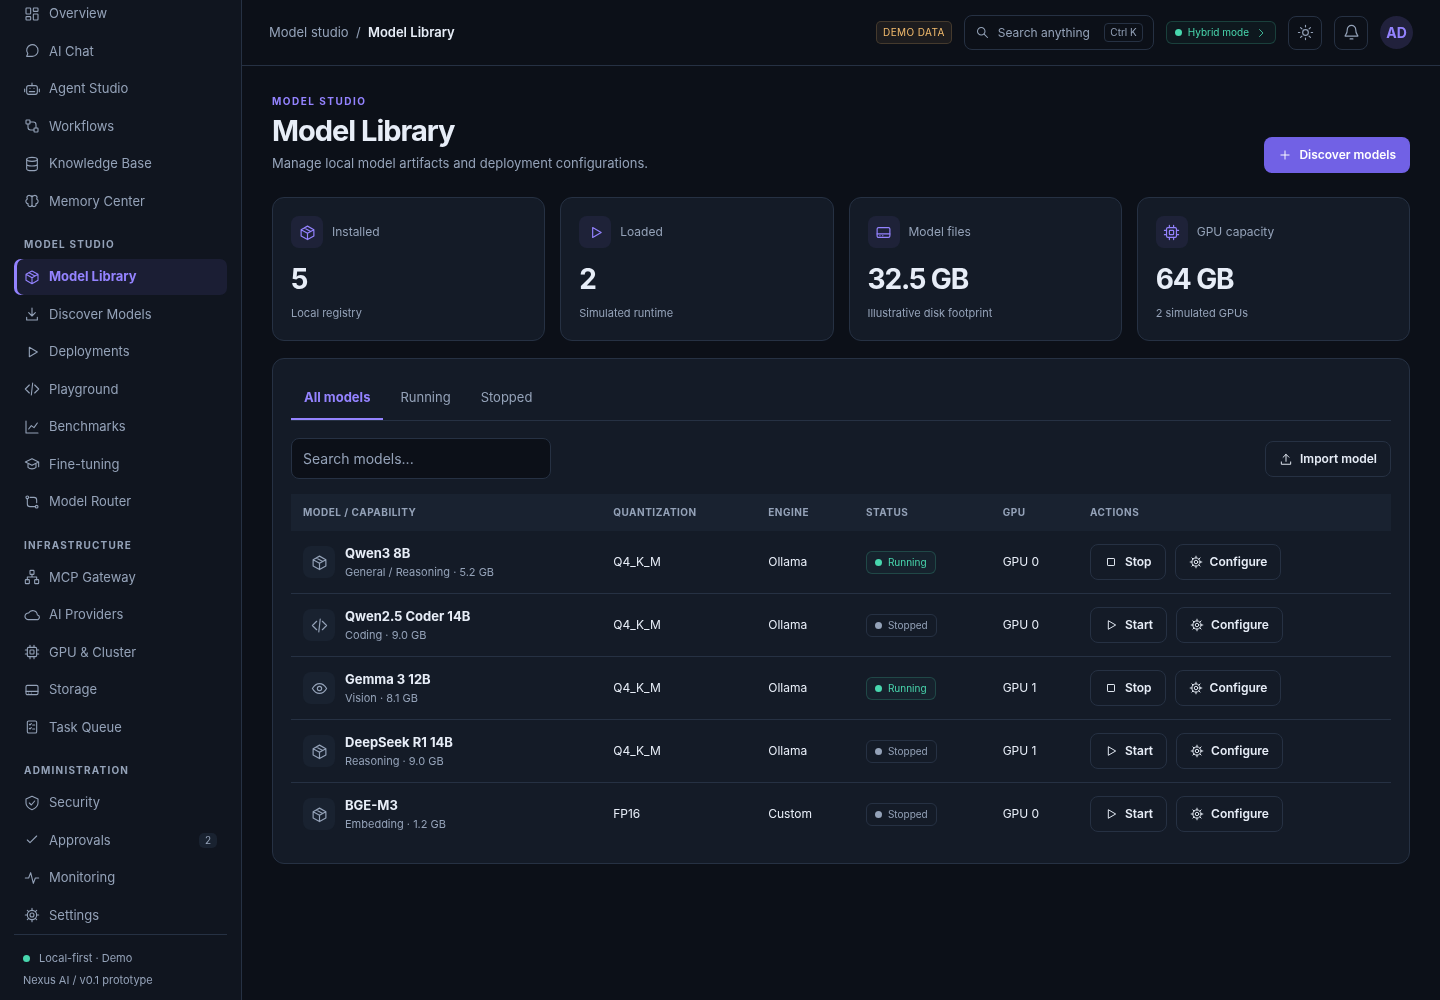 Overview
AI Chat
Agent Studio
Workflows
Knowledge Base
Memory Center
MODEL STUDIO
Model Library
Discover Models
Deployments
Playground
Benchmarks
Fine-tuning
Model Router
INFRASTRUCTURE
MCP Gateway
AI Providers
GPU & Cluster
Storage
Task Queue
ADMINISTRATION
Security
Approvals 2
Monitoring
Settings
Local-first · Demo
Nexus AI / v0.1 prototype
Model studio / Model Library
DEMO DATA
Search anything Ctrl K
Hybrid mode
AD
MODEL STUDIO
Model Library
Manage local model artifacts and deployment configurations.
Discover models
Installed
5
Local registry
Loaded
2
Simulated runtime
Model files
32.5 GB
Illustrative disk footprint
GPU capacity
64 GB
2 simulated GPUs
All models Running Stopped
Search models...
Import model
MODEL / CAPABILITY QUANTIZATION ENGINE STATUS GPU ACTIONS
Qwen3 8B
General / Reasoning · 5.2 GB
Q4_K_M Ollama Running GPU 0 Stop Configure
Qwen2.5 Coder 14B
Coding · 9.0 GB
Q4_K_M Ollama Stopped GPU 0 Start Configure
Gemma 3 12B
Vision · 8.1 GB
Q4_K_M Ollama Running GPU 1 Stop Configure
DeepSeek R1 14B
Reasoning · 9.0 GB
Q4_K_M Ollama Stopped GPU 1 Start Configure
BGE-M3
Embedding · 1.2 GB
FP16 Custom Stopped GPU 0 Start Configure